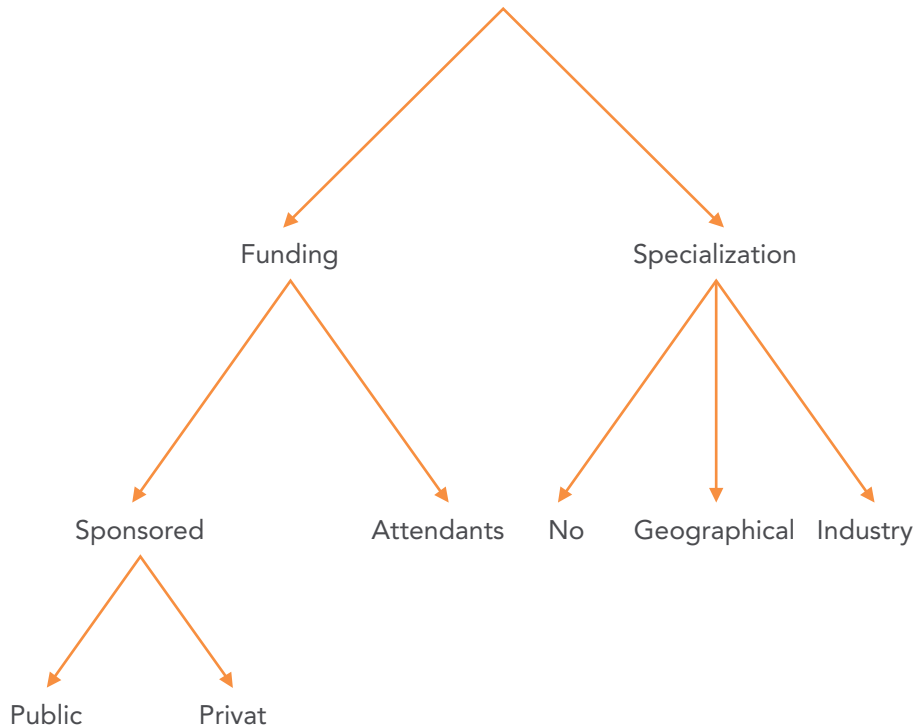 Funding
Specialization
Sponsored
Attendants
No
Geographical
Industry
Public
Privat